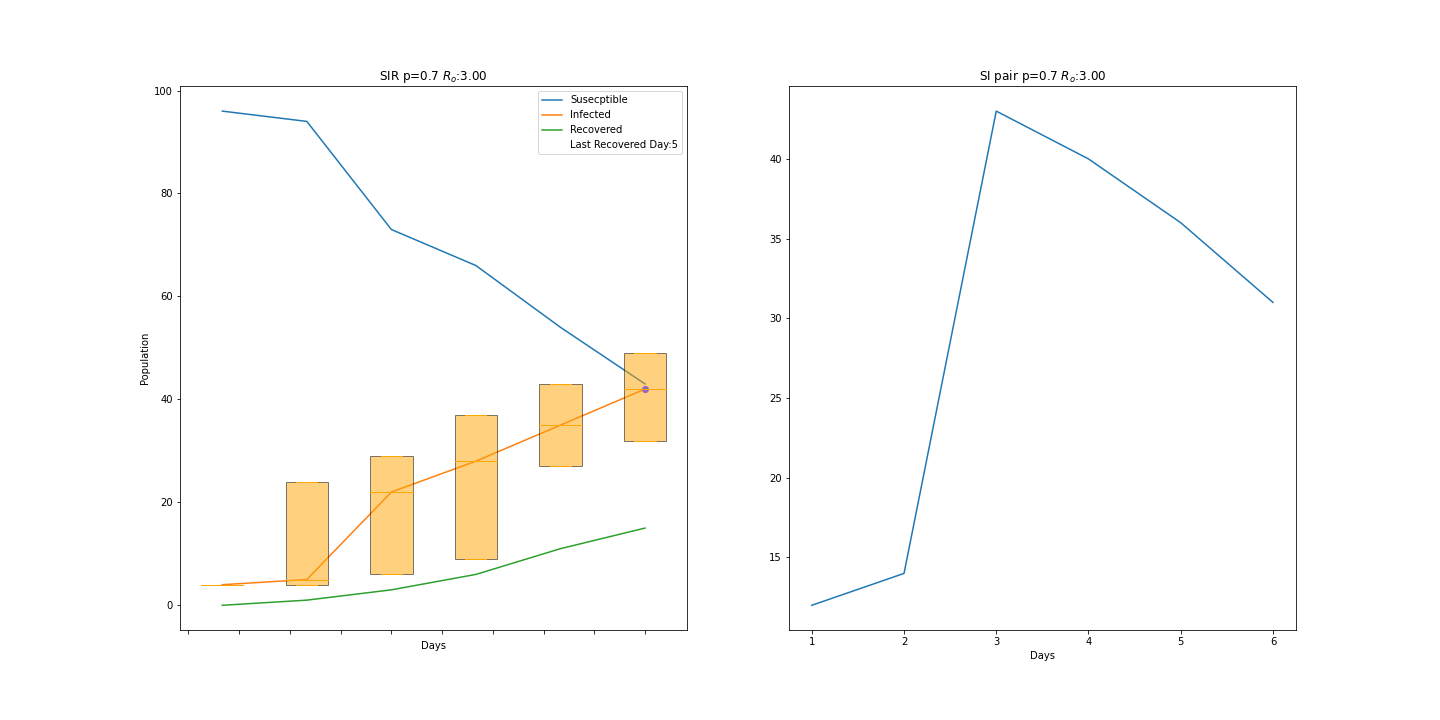 SIR p=0.7 Rₒ:3.00
100
80
60
40
20
0
Population
Days
Susecptible
Infected
Recovered
Last Recovered Day:5
SI pair p=0.7 Rₒ:3.00
40
35
30
25
20
15
1 2 3 4 5 6
Days